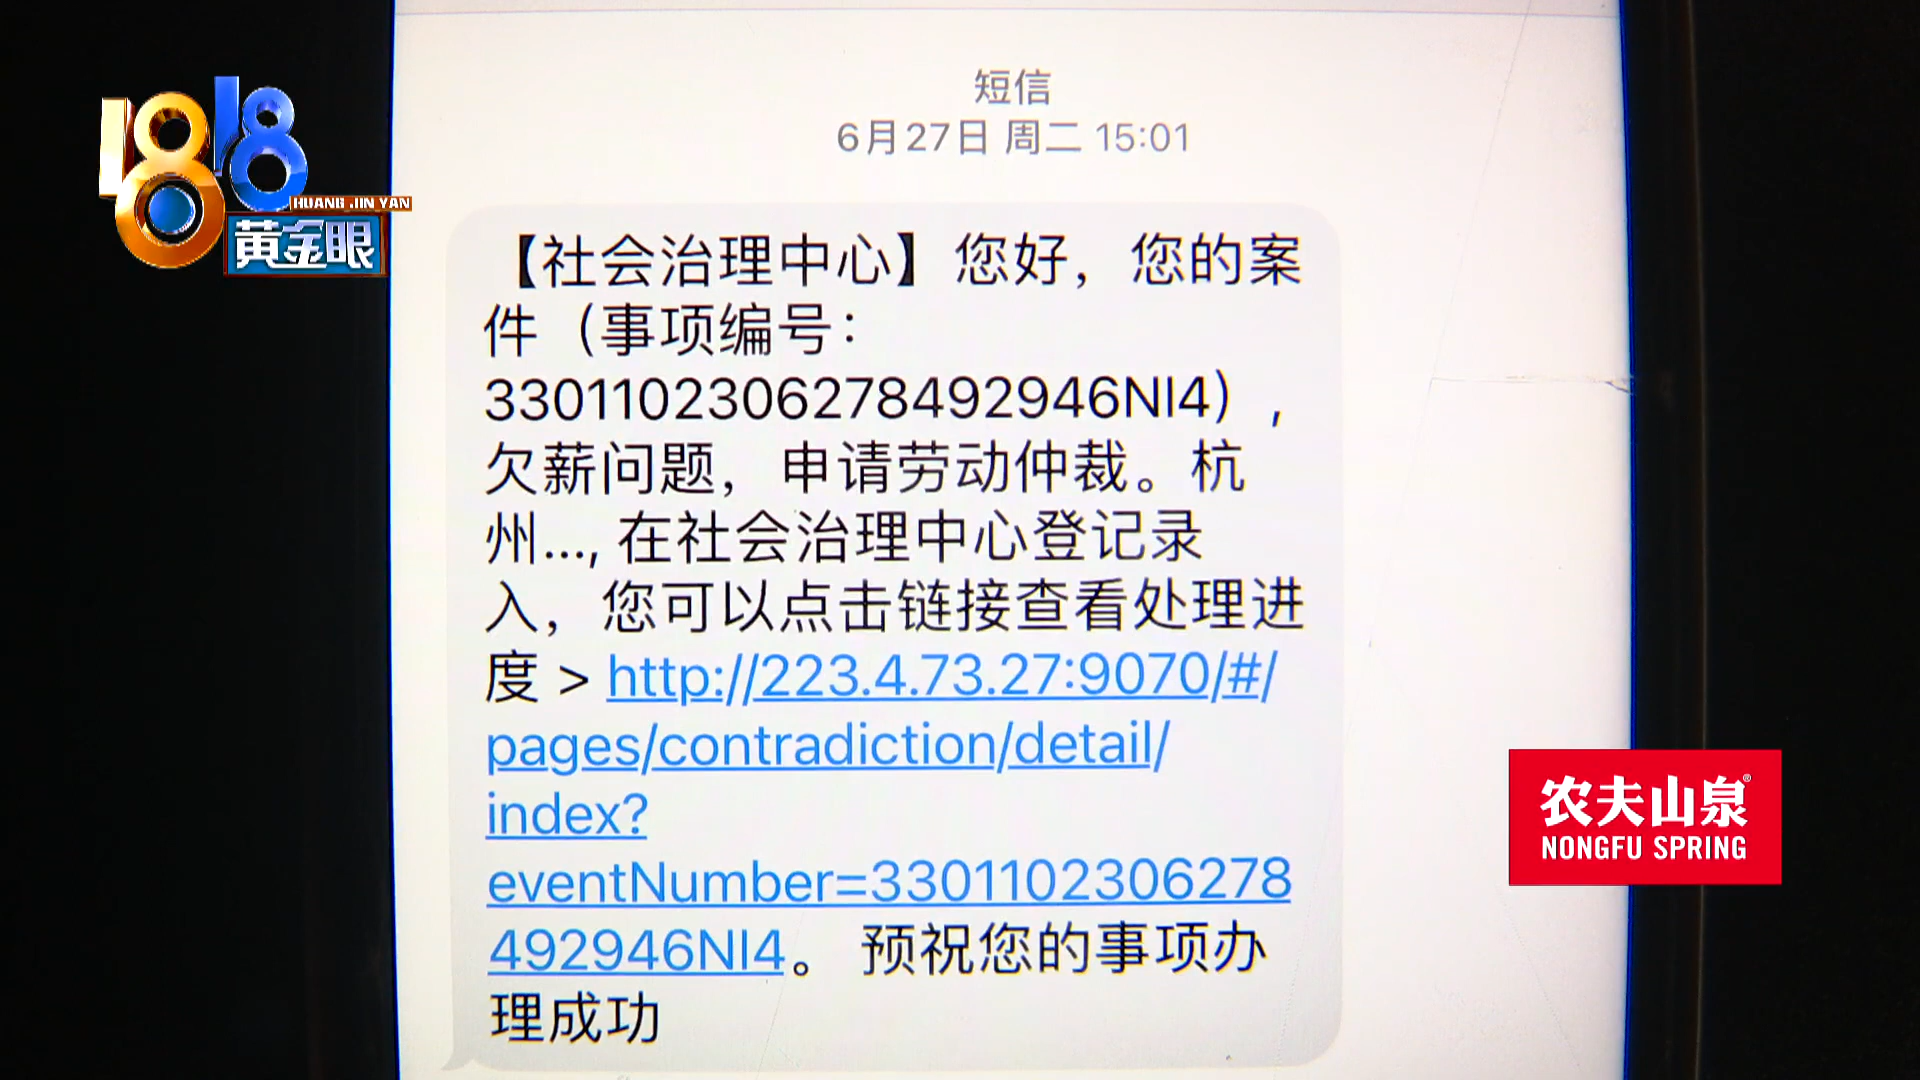 1818
HUANG JIN YAN
黄金眼
短信
6月27日 周二 15:01
【社会治理中心】您好，您的案
件（事项编号：
3301102306278492946NI4），
欠薪问题，申请劳动仲裁。杭
州...,在社会治理中心登记录
入，您可以点击链接查看处理进
度 > http://223.4.73.27:9070/#/
pages/contradiction/detail/
index?
eventNumber=3301102306278
492946NI4。 预祝您的事项办
理成功
农夫山泉®
NONGFU SPRING